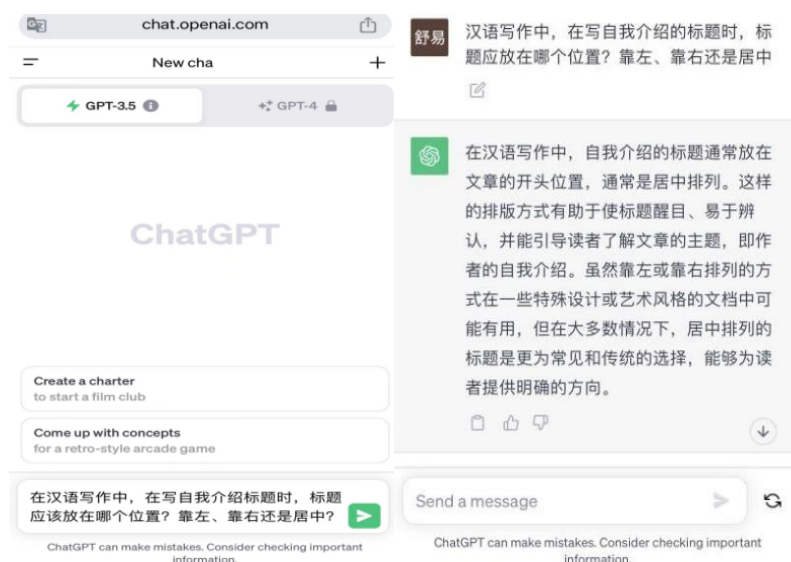 chat.openai.com
New cha
GPT-3.5
GPT-4
ChatGPT
Create a charter
to start a film club
Come up with concepts
for a retro-style arcade game
在汉语写作中，在写自我介绍标题时，标题
应该放在哪个位置？靠左、靠右还是居中？
ChatGPT can make mistakes. Consider checking important
information.
舒易
汉语写作中，在写自我介绍的标题时，标
题应放在哪个位置？靠左、靠右还是居中
在汉语写作中，自我介绍的标题通常放在
文章的开头位置，通常是居中排列。这样
的排版方式有助于使标题醒目、易于辨
认，并能引导读者了解文章的主题，即作
者的自我介绍。虽然靠左或靠右排列的方
式在一些特殊设计或艺术风格的文档中可
能有用，但在大多数情况下，居中排列的
标题是更为常见和传统的选择，能够为读
者提供明确的方向。
Send a message
ChatGPT can make mistakes. Consider checking important
information.